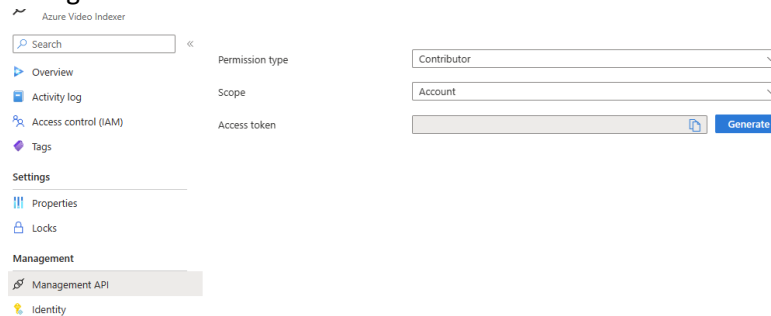 Azure Video Indexer
Search
«
Overview
Activity log
Access control (IAM)
Tags
Settings
Properties
Locks
Management
Management API
Identity
Permission type
Contributor
Scope
Account
Access token
Generate